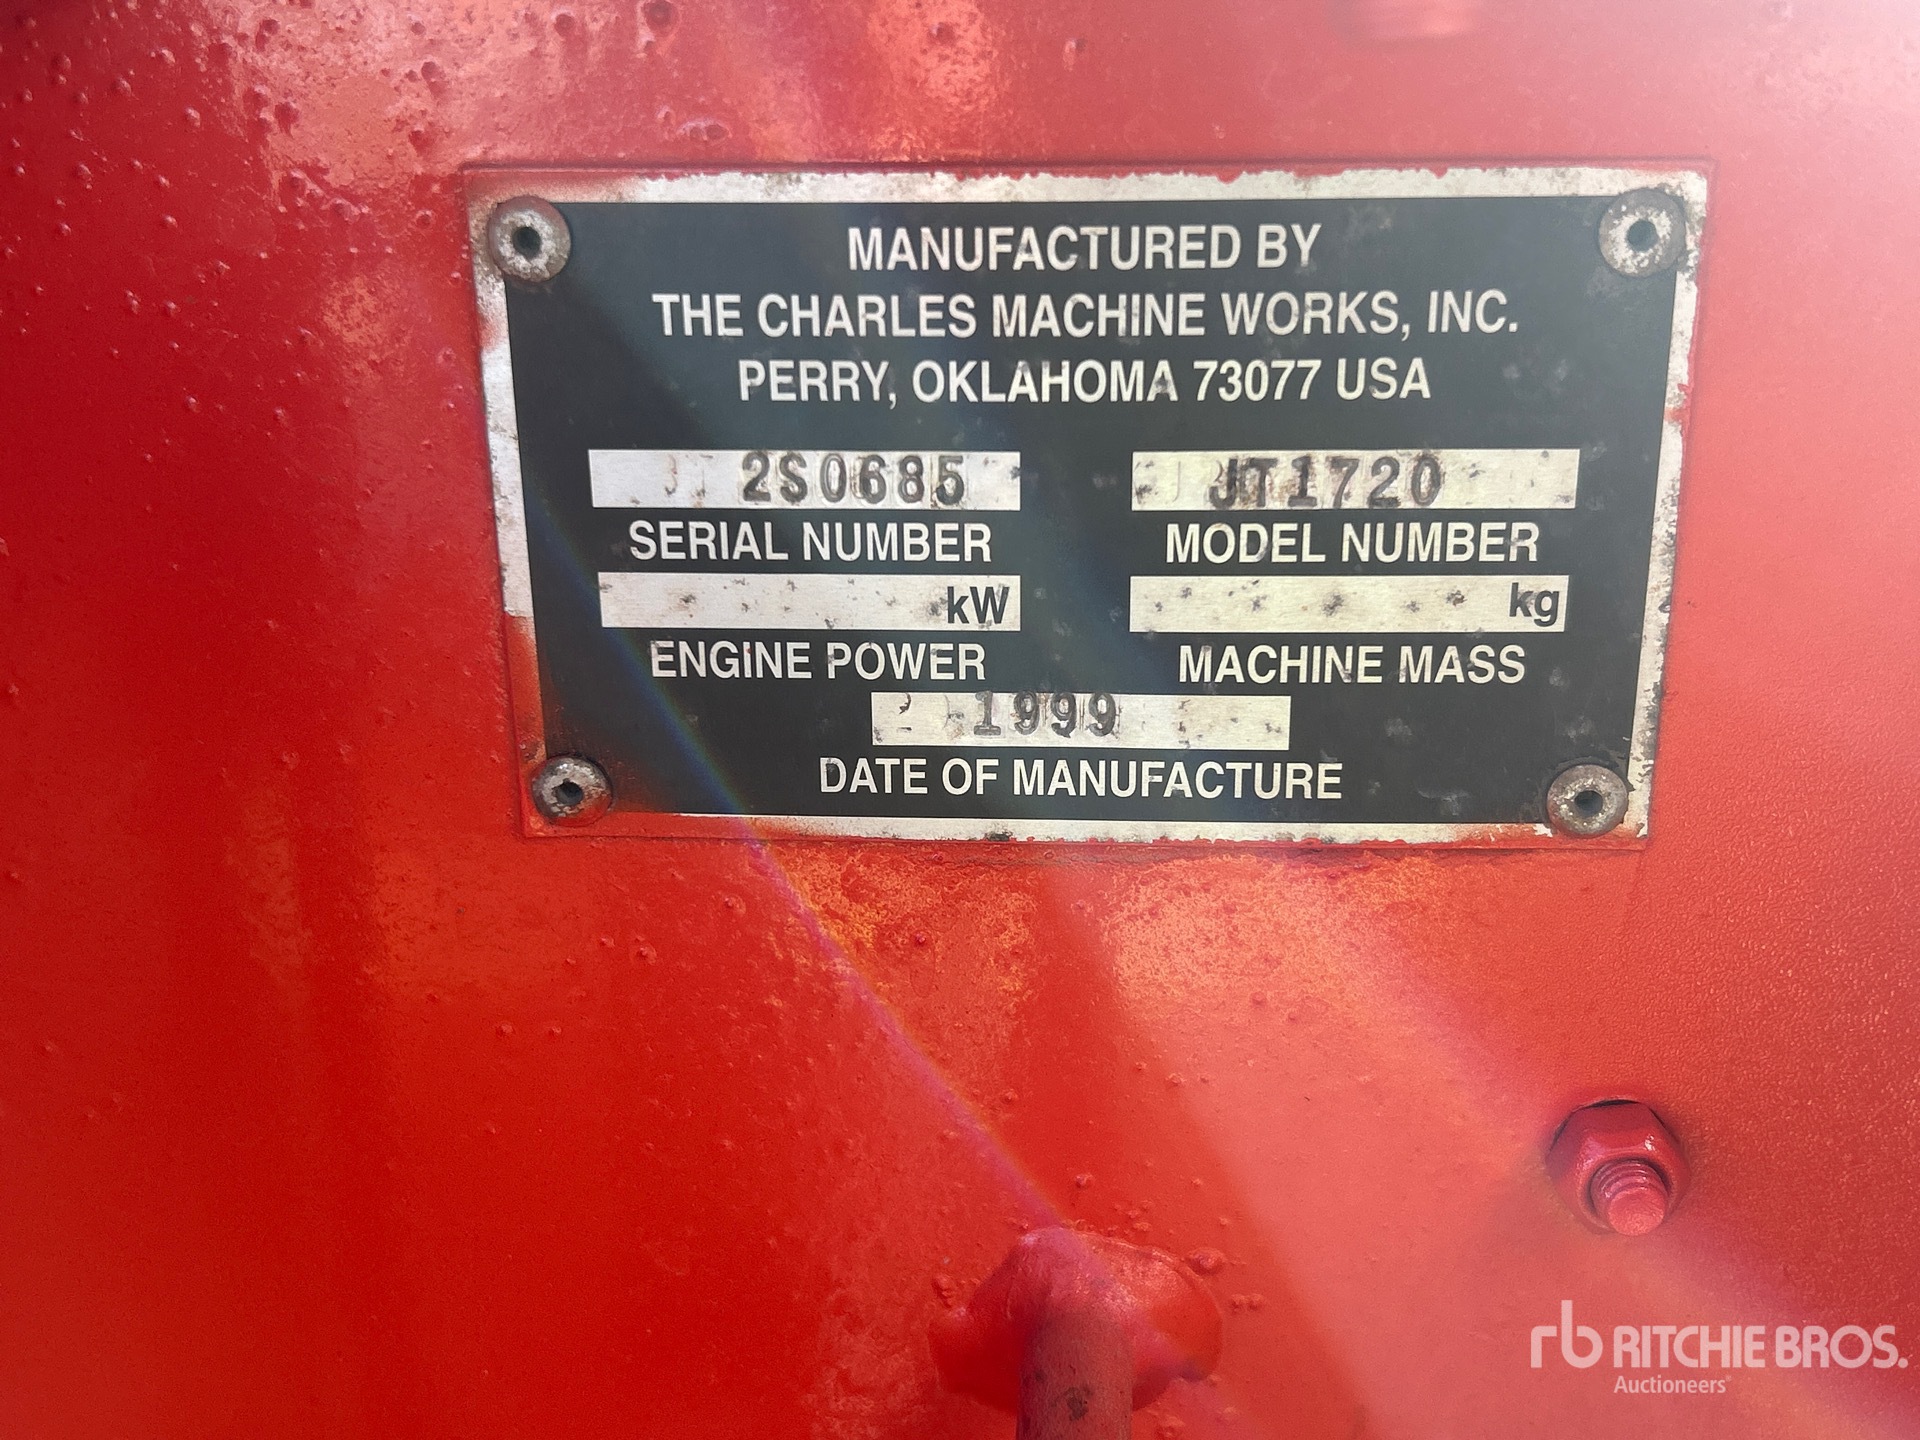 MANUFACTURED BY
THE CHARLES MACHINE WORKS, INC.
PERRY, OKLAHOMA 73077 USA
2S0685 JT1720
SERIAL NUMBER MODEL NUMBER
kW kg
ENGINE POWER MACHINE MASS
1999
DATE OF MANUFACTURE
rb RITCHIE BROS.
Auctioneers